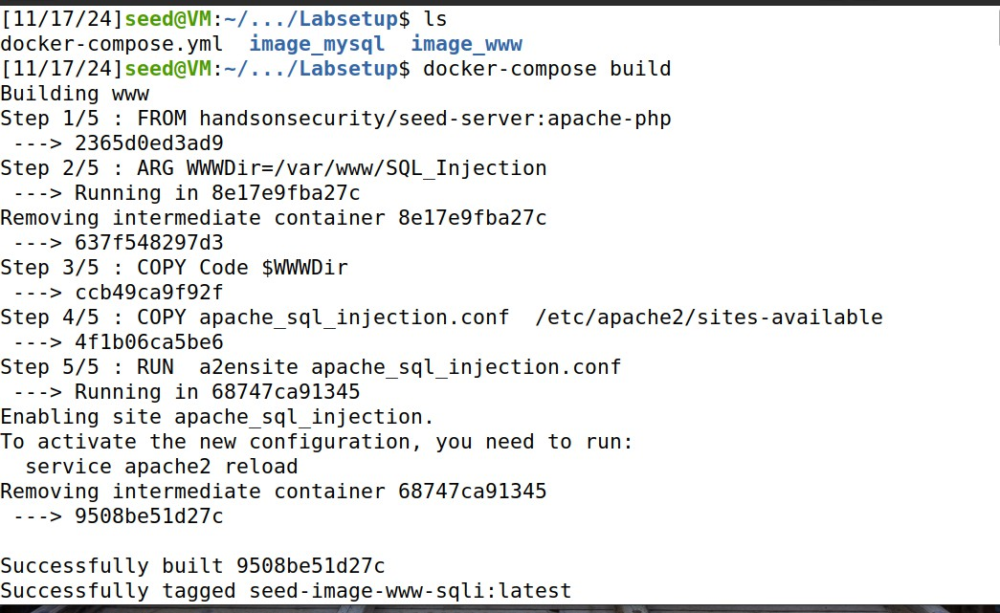 [11/17/24]seed@VM:~/.../Labsetup$ ls
docker-compose.yml  image_mysql  image_www
[11/17/24]seed@VM:~/.../Labsetup$ docker-compose build
Building www
Step 1/5 : FROM handsonsecurity/seed-server:apache-php
 ---> 2365d0ed3ad9
Step 2/5 : ARG WWWDir=/var/www/SQL_Injection
 ---> Running in 8e17e9fba27c
Removing intermediate container 8e17e9fba27c
 ---> 637f548297d3
Step 3/5 : COPY Code $WWWDir
 ---> ccb49ca9f92f
Step 4/5 : COPY apache_sql_injection.conf  /etc/apache2/sites-available
 ---> 4f1b06ca5be6
Step 5/5 : RUN  a2ensite apache_sql_injection.conf
 ---> Running in 68747ca91345
Enabling site apache_sql_injection.
To activate the new configuration, you need to run:
  service apache2 reload
Removing intermediate container 68747ca91345
 ---> 9508be51d27c

Successfully built 9508be51d27c
Successfully tagged seed-image-www-sqli:latest